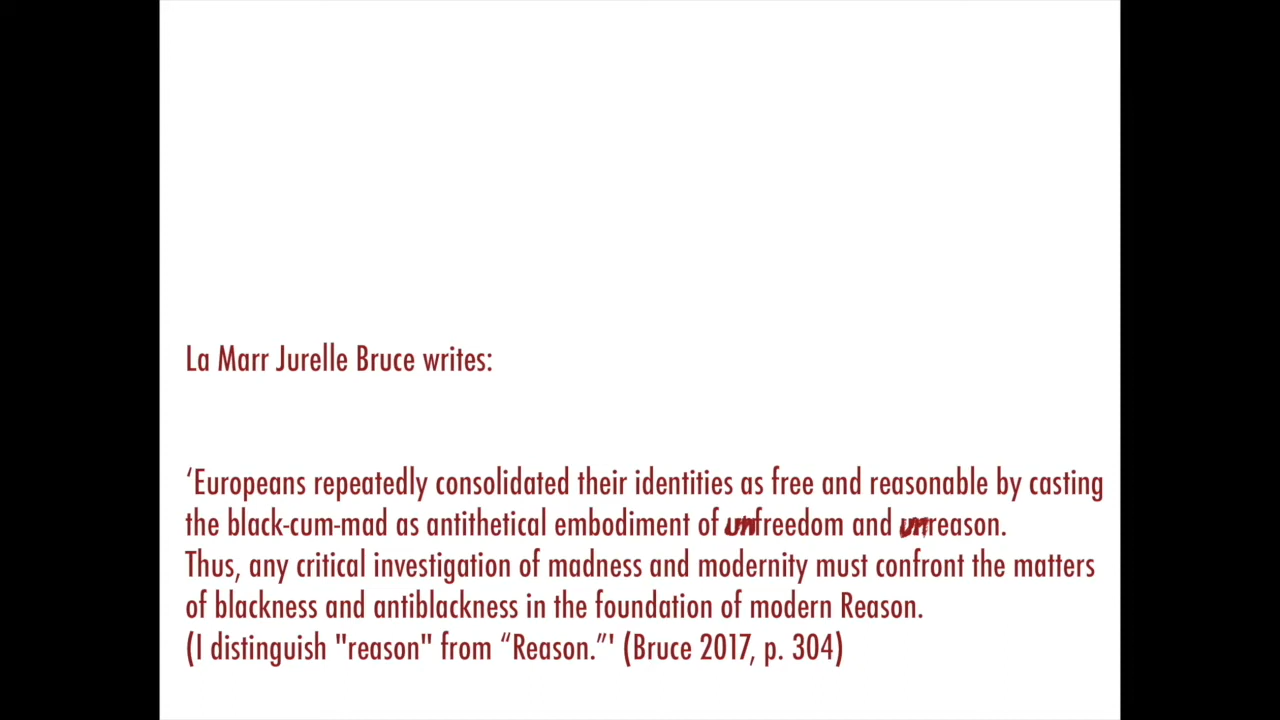 La Marr Jurelle Bruce writes:
‘Europeans repeatedly consolidated their identities as free and reasonable by casting
the black-cum-mad as antithetical embodiment of unfreedom and unreason.
Thus, any critical investigation of madness and modernity must confront the matters
of blackness and antiblackness in the foundation of modern Reason.
(I distinguish "reason" from “Reason.”' (Bruce 2017, p. 304)